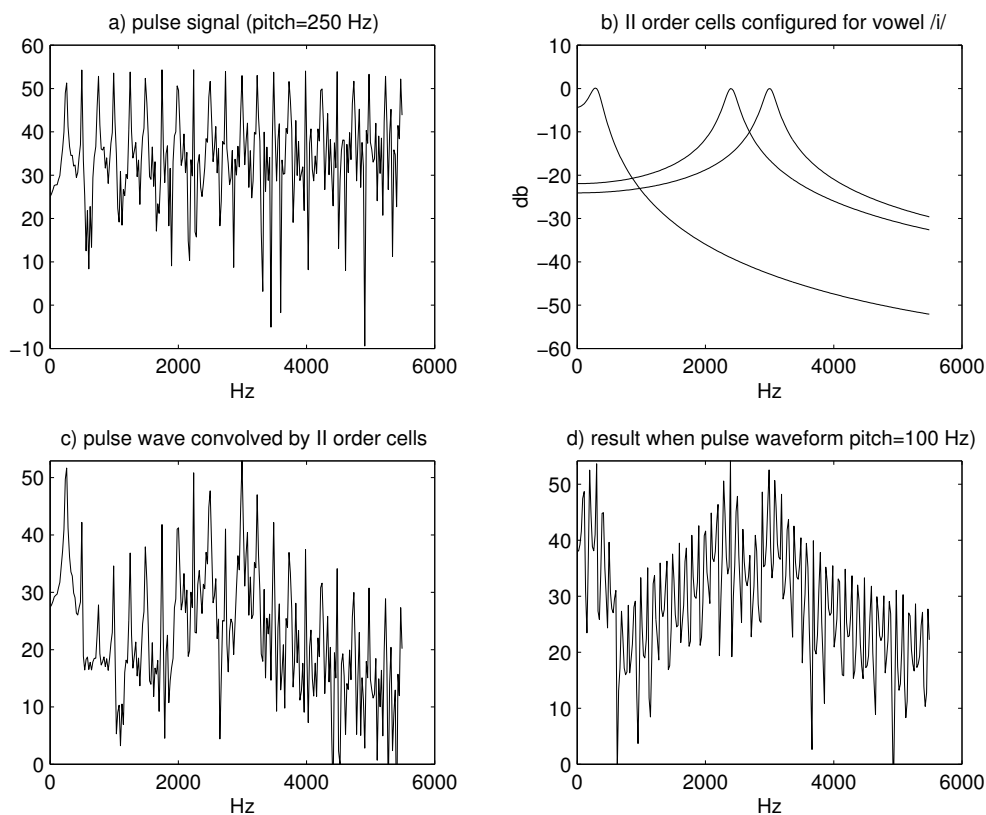 a) pulse signal (pitch=250 Hz)
60
50
40
30
20
10
0
−10
0 2000 4000 6000
Hz
b) II order cells configured for vowel /i/
10
0
−10
−20
−30
−40
−50
−60
db
0 2000 4000 6000
Hz
c) pulse wave convolved by II order cells
50
40
30
20
10
0
0 2000 4000 6000
Hz
d) result when pulse waveform pitch=100 Hz)
50
40
30
20
10
0
0 2000 4000 6000
Hz